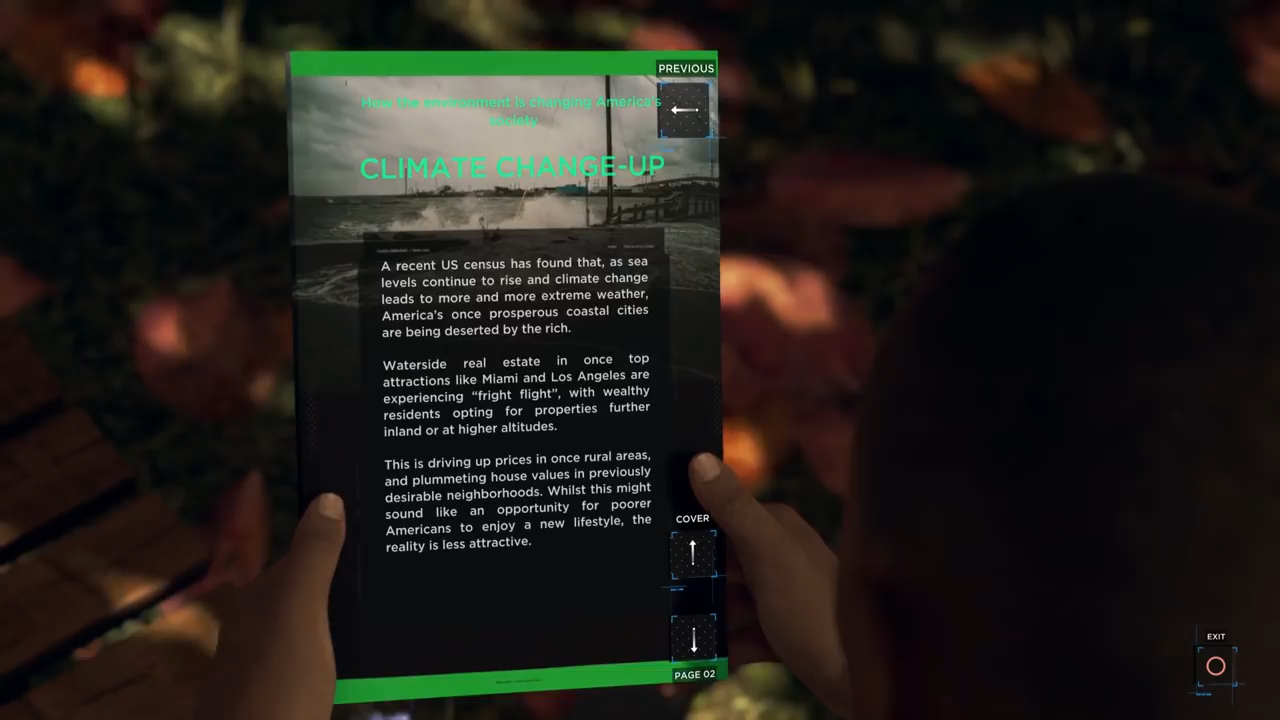 PREVIOUS
How the environment is changing America's
society
CLIMATE CHANGE-UP
A recent US census has found that, as sea
levels continue to rise and climate change
leads to more and more extreme weather,
America's once prosperous coastal cities
are being deserted by the rich.
Waterside real estate in once top
attractions like Miami and Los Angeles are
experiencing "fright flight", with wealthy
residents opting for properties further
inland or at higher altitudes.
This is driving up prices in once rural areas,
and plummeting house values in previously
desirable neighborhoods. Whilst this might
sound like an opportunity for poorer
Americans to enjoy a new lifestyle, the
reality is less attractive.
COVER
PAGE 02
EXIT